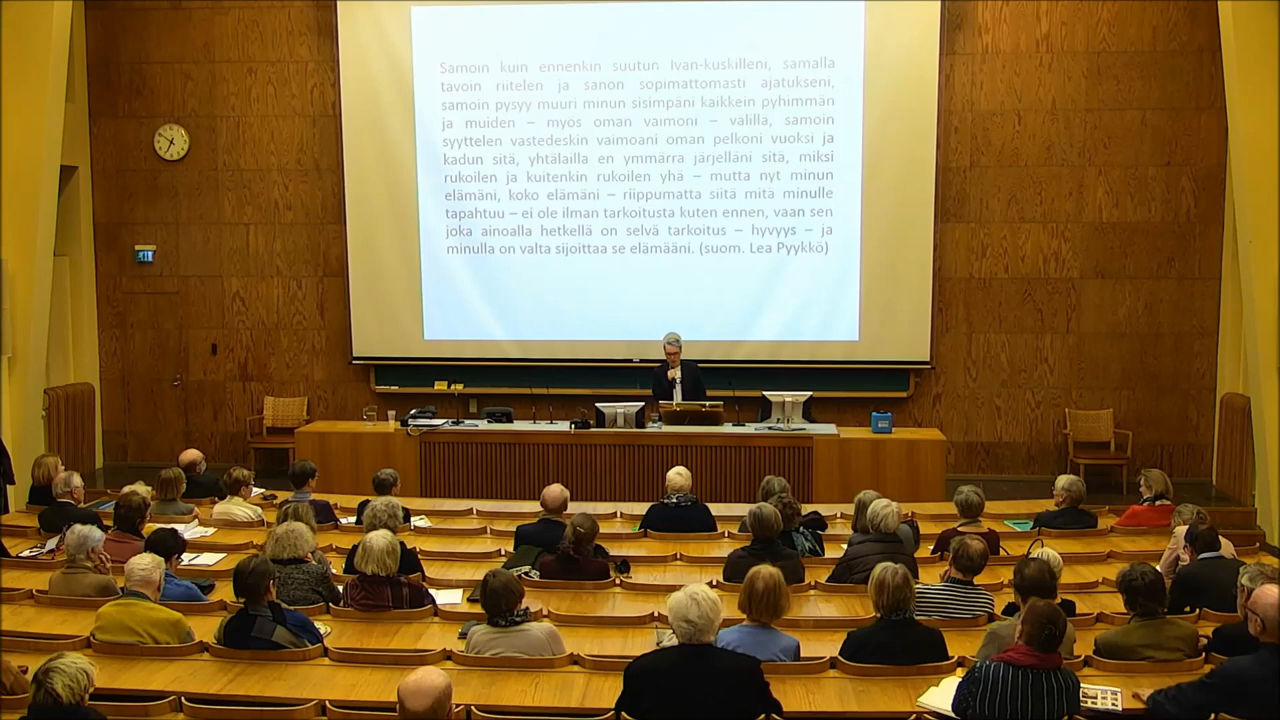 Samoin kuin ennenkin suutun Ivan-kuskilleni, samalla
tavoin riitelen ja sanon sopimattomasti ajatukseni,
samoin pysyy muuri minun sisimpäni kaikkein pyhimmän
ja muiden – myös oman vaimoni – välillä, samoin
syyttelen vastedeskin vaimoani oman pelkoni vuoksi ja
kadun sitä, yhtälailla en ymmärrä järjelläni sitä, miksi
rukoilen ja kuitenkin rukoilen yhä – mutta nyt minun
elämäni, koko elämäni – riippumatta siitä mitä minulle
tapahtuu – ei ole ilman tarkoitusta kuten ennen, vaan sen
joka ainoalla hetkellä on selvä tarkoitus – hyvyys – ja
minulla on valta sijoittaa se elämääni. (suom. Lea Pyykkö)